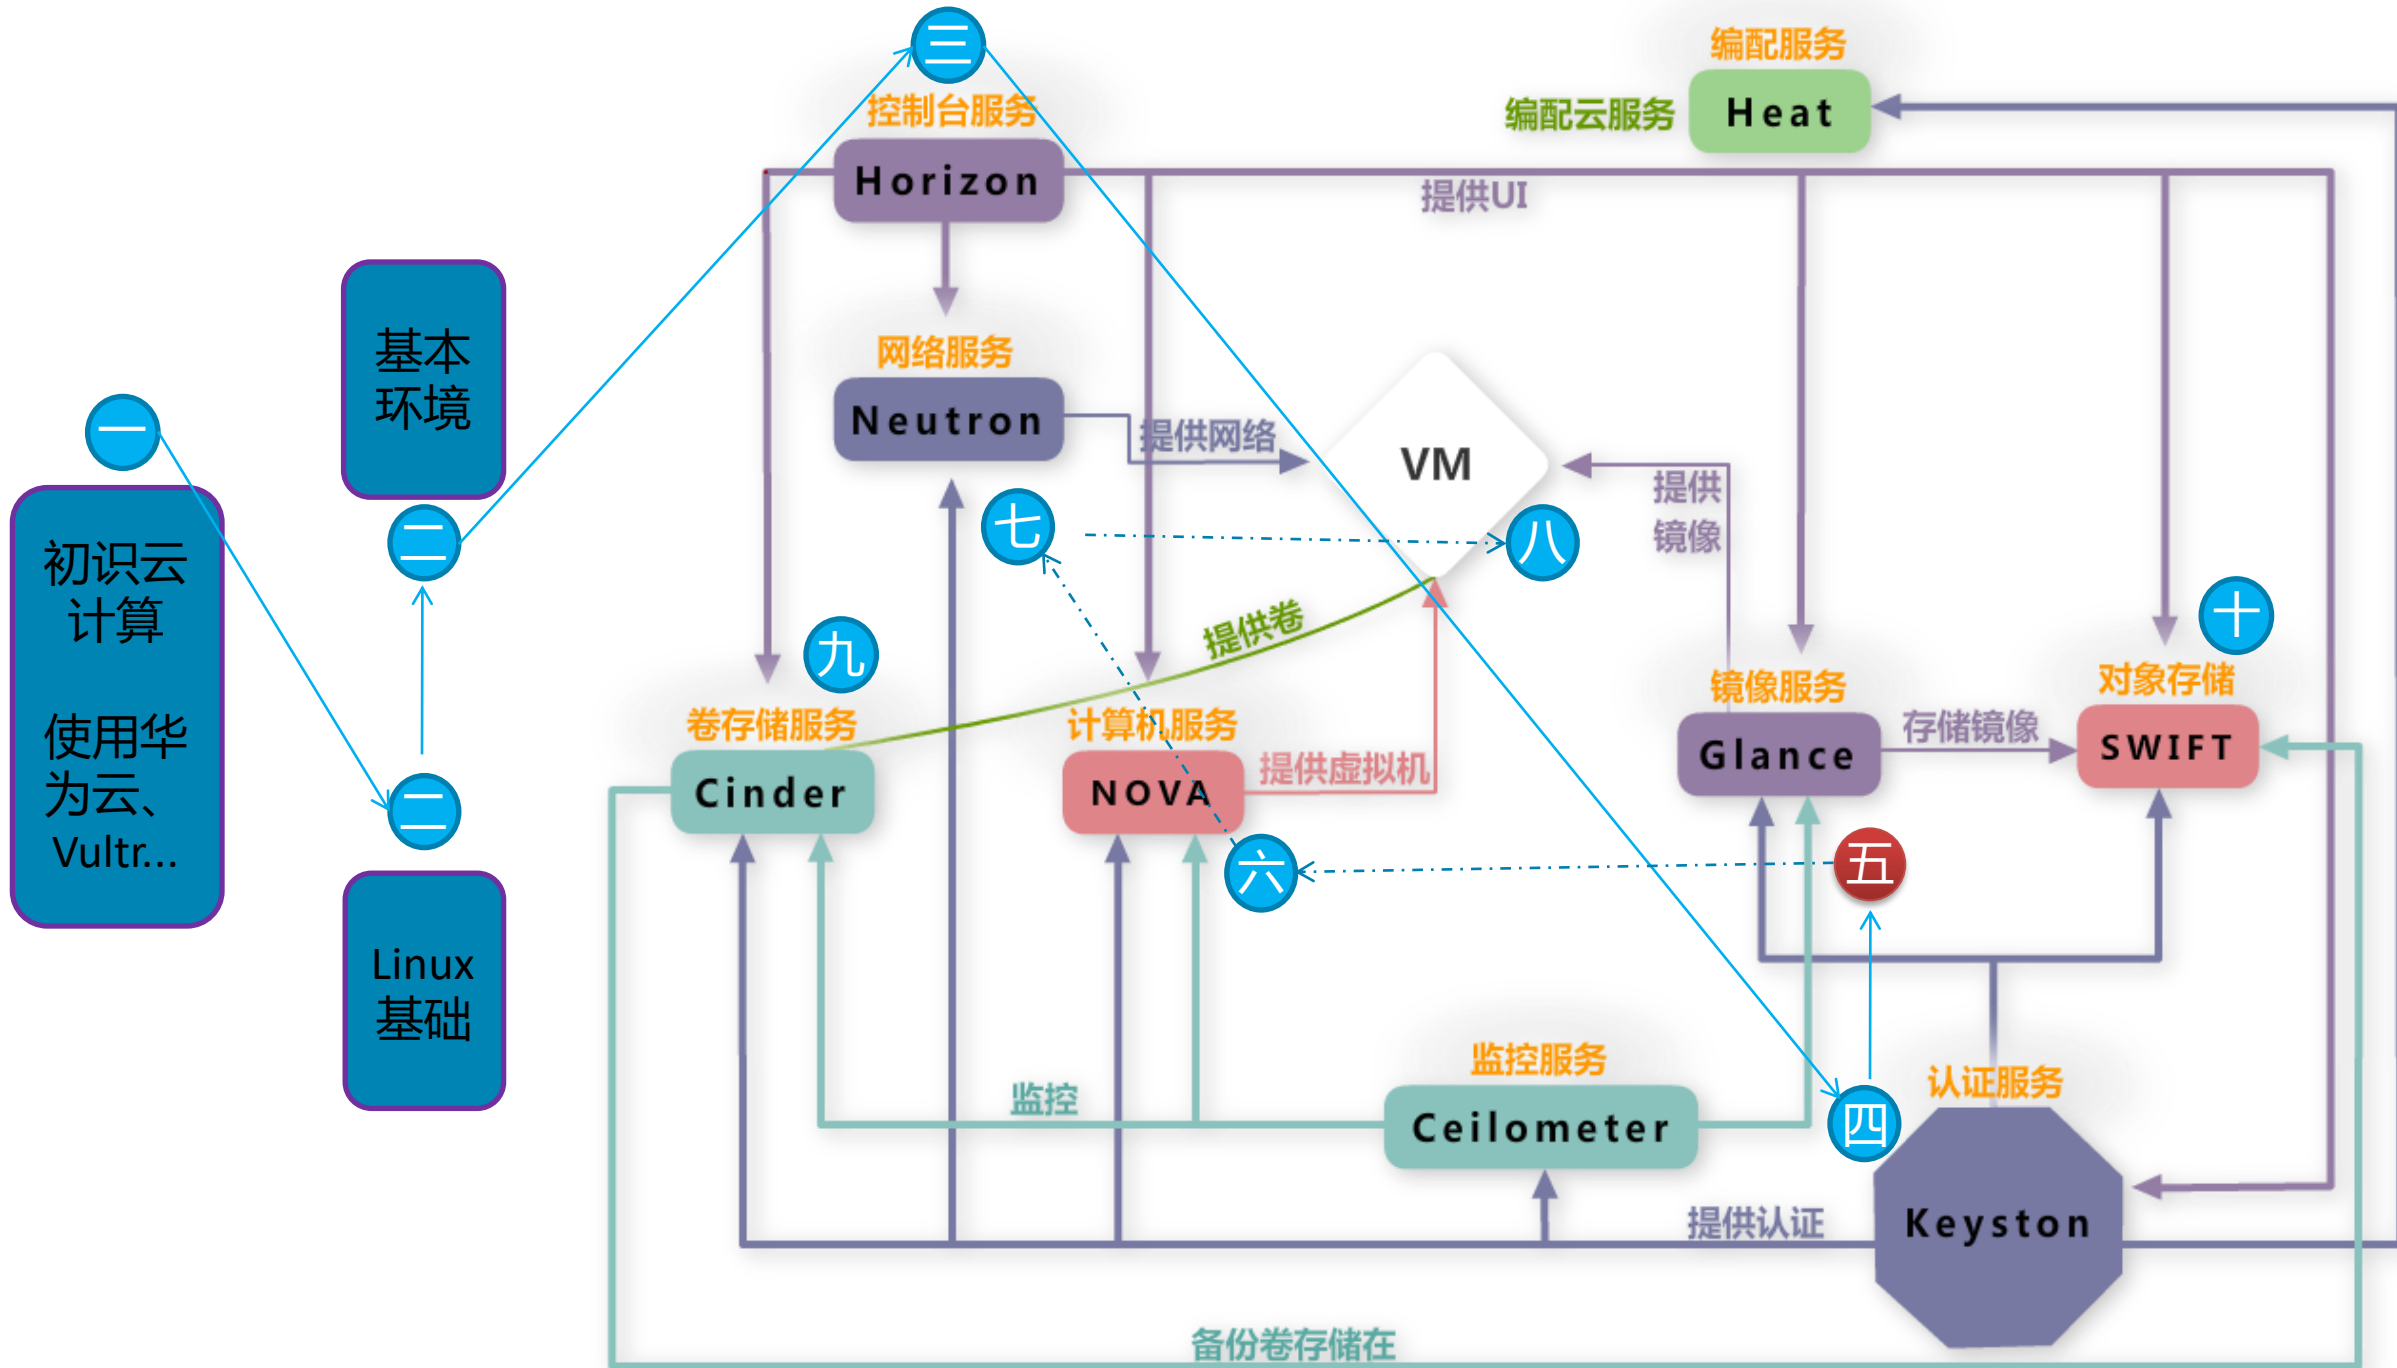 三
编配服务
控制台服务
编配云服务
Heat
Horizon
提供UI
基本
环境
网络服务
一
Neutron
提供网络
VM
提供
镜像
二
七
八
初识云
计算
使用华
为云、
Vultr...
十
提供卷
九
卷存储服务
计算机服务
镜像服务
对象存储
存储镜像
Cinder
NOVA
提供虚拟机
Glance
SWIFT
二
六
五
Linux
基础
监控服务
监控
认证服务
Ceilometer
四
提供认证
Keyston
备份卷存储在